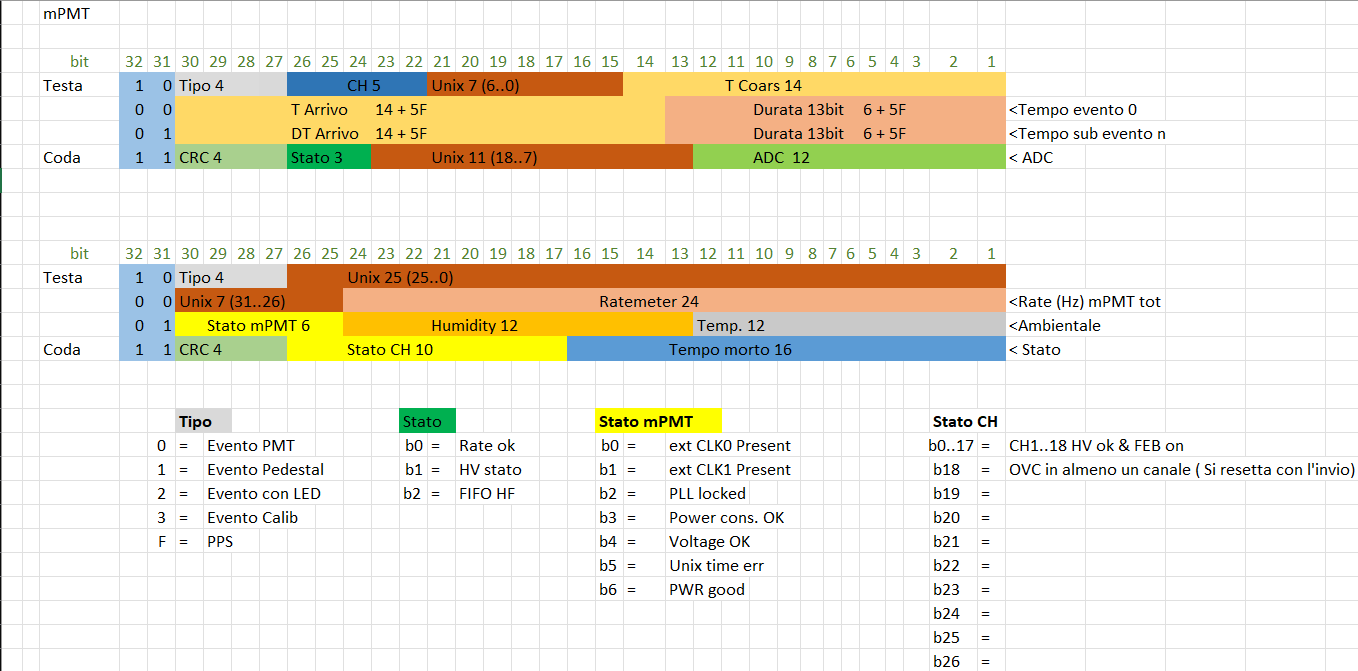 mPMT
bit 32 31 30 29 28 27 26 25 24 23 22 21 20 19 18 17 16 15 14 13 12 11 10 9 8 7 6 5 4 3 2 1
Testa 1 0 Tipo 4 CH 5 Unix 7 (6..0) T Coars 14
0 0 T Arrivo 14 + 5F Durata 13bit 6 + 5F <Tempo evento 0
0 1 DT Arrivo 14 + 5F Durata 13bit 6 + 5F <Tempo sub evento n
Coda 1 1 CRC 4 Stato 3 Unix 11 (18..7) ADC 12 < ADC
bit 32 31 30 29 28 27 26 25 24 23 22 21 20 19 18 17 16 15 14 13 12 11 10 9 8 7 6 5 4 3 2 1
Testa 1 0 Tipo 4 Unix 25 (25..0)
0 0 Unix 7 (31..26) Ratemeter 24 <Rate (Hz) mPMT tot
0 1 Stato mPMT 6 Humidity 12 Temp. 12 <Ambientale
Coda 1 1 CRC 4 Stato CH 10 Tempo morto 16 < Stato
Tipo Stato Stato mPMT Stato CH
0 = Evento PMT b0 = Rate ok b0 = ext CLK0 Present b0..17 = CH1..18 HV ok & FEB on
1 = Evento Pedestal b1 = HV stato b1 = ext CLK1 Present b18 = OVC in almeno un canale ( Si resetta con l'invio)
2 = Evento con LED b2 = FIFO HF b2 = PLL locked b19 =
3 = Evento Calib b3 = Power cons. OK b20 =
F = PPS b4 = Voltage OK b21 =
b5 = Unix time err b22 =
b6 = PWR good b23 =
b24 =
b25 =
b26 =